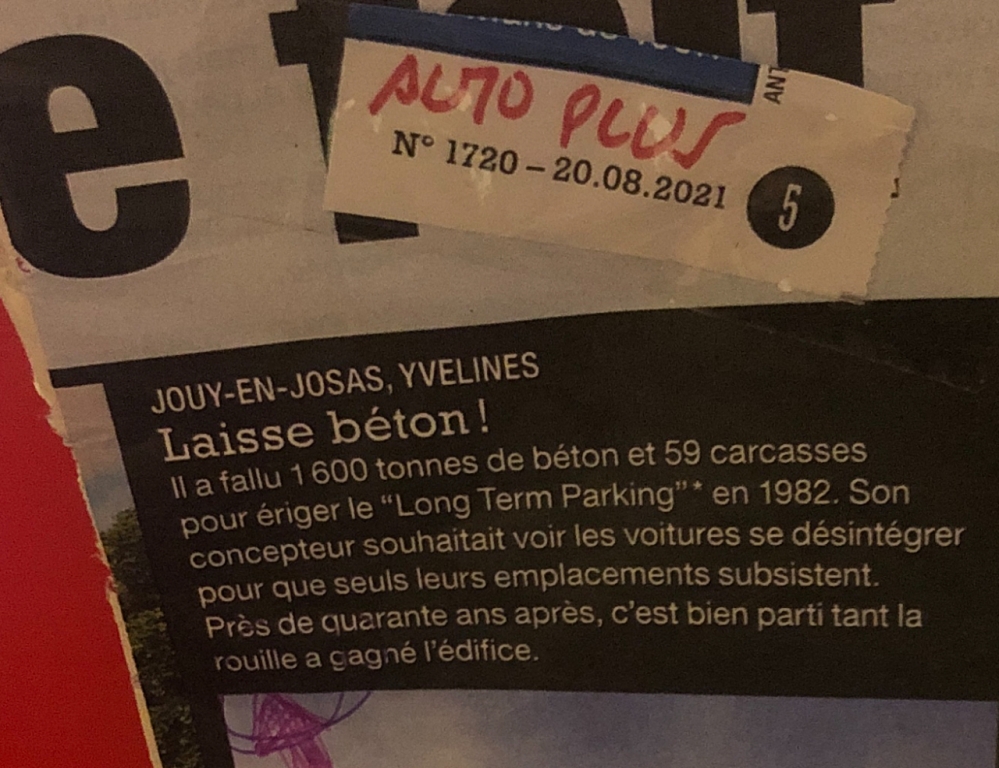 AUTO PLUS
ANT
N° 1720 – 20.08.2021
5
JOUY-EN-JOSAS, YVELINES
Laisse béton !
Il a fallu 1 600 tonnes de béton et 59 carcasses
pour ériger le “Long Term Parking”* en 1982. Son
concepteur souhaitait voir les voitures se désintégrer
pour que seuls leurs emplacements subsistent.
Près de quarante ans après, c’est bien parti tant la
rouille a gagné l’édifice.